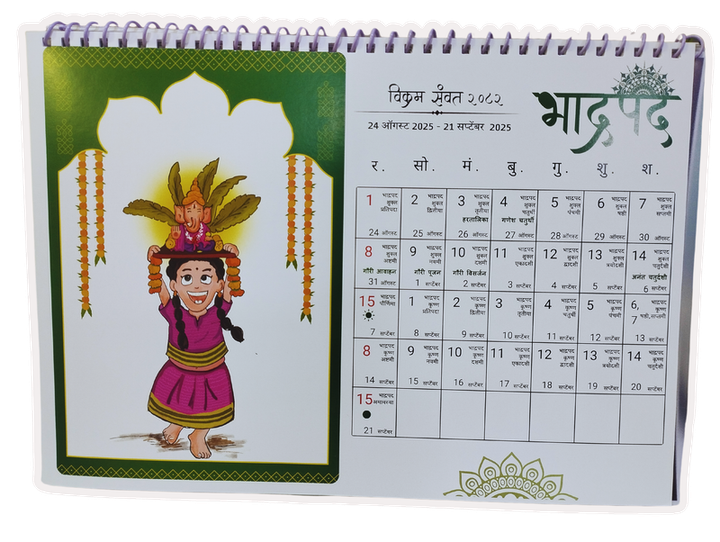 विक्रम संवत २०८२
भाद्रपद
24 ऑगस्ट 2025 - 21 सप्टेंबर 2025
र. सो. मं. बु. गु. शु. श.
1 भाद्रपद शुक्ल प्रतिपदा 24 ऑगस्ट
2 भाद्रपद शुक्ल द्वितीया 25 ऑगस्ट
3 भाद्रपद शुक्ल तृतीया हरतालिका 26 ऑगस्ट
4 भाद्रपद शुक्ल चतुर्थी गणेश चतुर्थी 27 ऑगस्ट
5 भाद्रपद शुक्ल पंचमी 28 ऑगस्ट
6 भाद्रपद शुक्ल षष्ठी 29 ऑगस्ट
7 भाद्रपद शुक्ल सप्तमी 30 ऑगस्ट
8 भाद्रपद शुक्ल अष्टमी गौरी आवाहन 31 ऑगस्ट
9 भाद्रपद शुक्ल नवमी गौरी पूजन 1 सप्टेंबर
10 भाद्रपद शुक्ल दशमी गौरी विसर्जन 2 सप्टेंबर
11 भाद्रपद शुक्ल एकादशी 3 सप्टेंबर
12 भाद्रपद शुक्ल द्वादशी 4 सप्टेंबर
13 भाद्रपद शुक्ल त्रयोदशी 5 सप्टेंबर
14 भाद्रपद शुक्ल चतुर्दशी अनंत चतुर्दशी 6 सप्टेंबर
15 भाद्रपद पौर्णिमा 7 सप्टेंबर
1 भाद्रपद कृष्ण प्रतिपदा 8 सप्टेंबर
2 भाद्रपद कृष्ण द्वितीया 9 सप्टेंबर
3 भाद्रपद कृष्ण तृतीया 10 सप्टेंबर
4 भाद्रपद कृष्ण चतुर्थी 11 सप्टेंबर
5 भाद्रपद कृष्ण पंचमी 12 सप्टेंबर
6, 7 भाद्रपद कृष्ण षष्ठी, सप्तमी 13 सप्टेंबर
8 भाद्रपद कृष्ण अष्टमी 14 सप्टेंबर
9 भाद्रपद कृष्ण नवमी 15 सप्टेंबर
10 भाद्रपद कृष्ण दशमी 16 सप्टेंबर
11 भाद्रपद कृष्ण एकादशी 17 सप्टेंबर
12 भाद्रपद कृष्ण द्वादशी 18 सप्टेंबर
13 भाद्रपद कृष्ण त्रयोदशी 19 सप्टेंबर
14 भाद्रपद कृष्ण चतुर्दशी 20 सप्टेंबर
15 भाद्रपद अमावस्या 21 सप्टेंबर